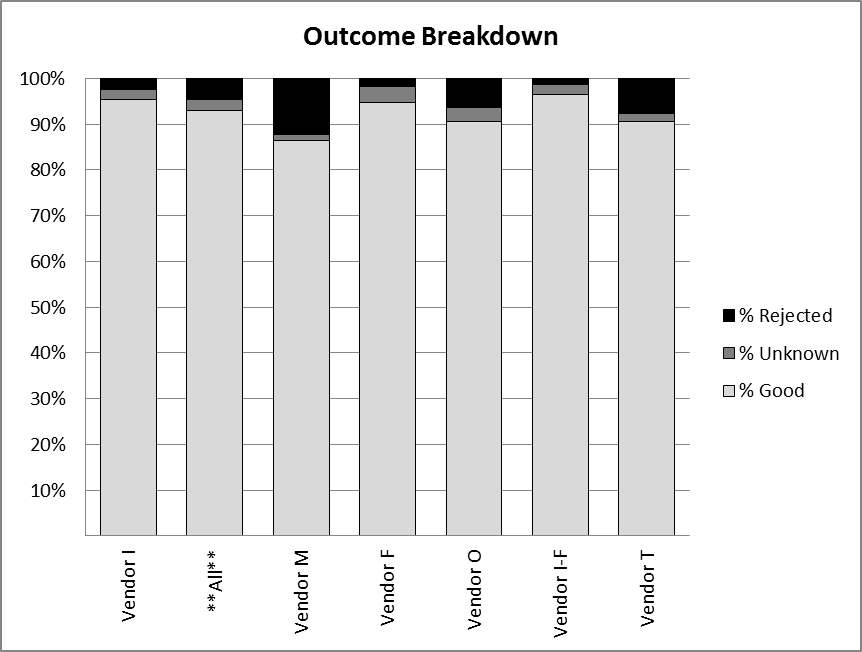 Outcome Breakdown
100%
90%
80%
70%
60%
50%
40%
30%
20%
10%
% Rejected
% Unknown
% Good
Vendor I
**All**
Vendor M
Vendor F
Vendor O
Vendor I-F
Vendor T